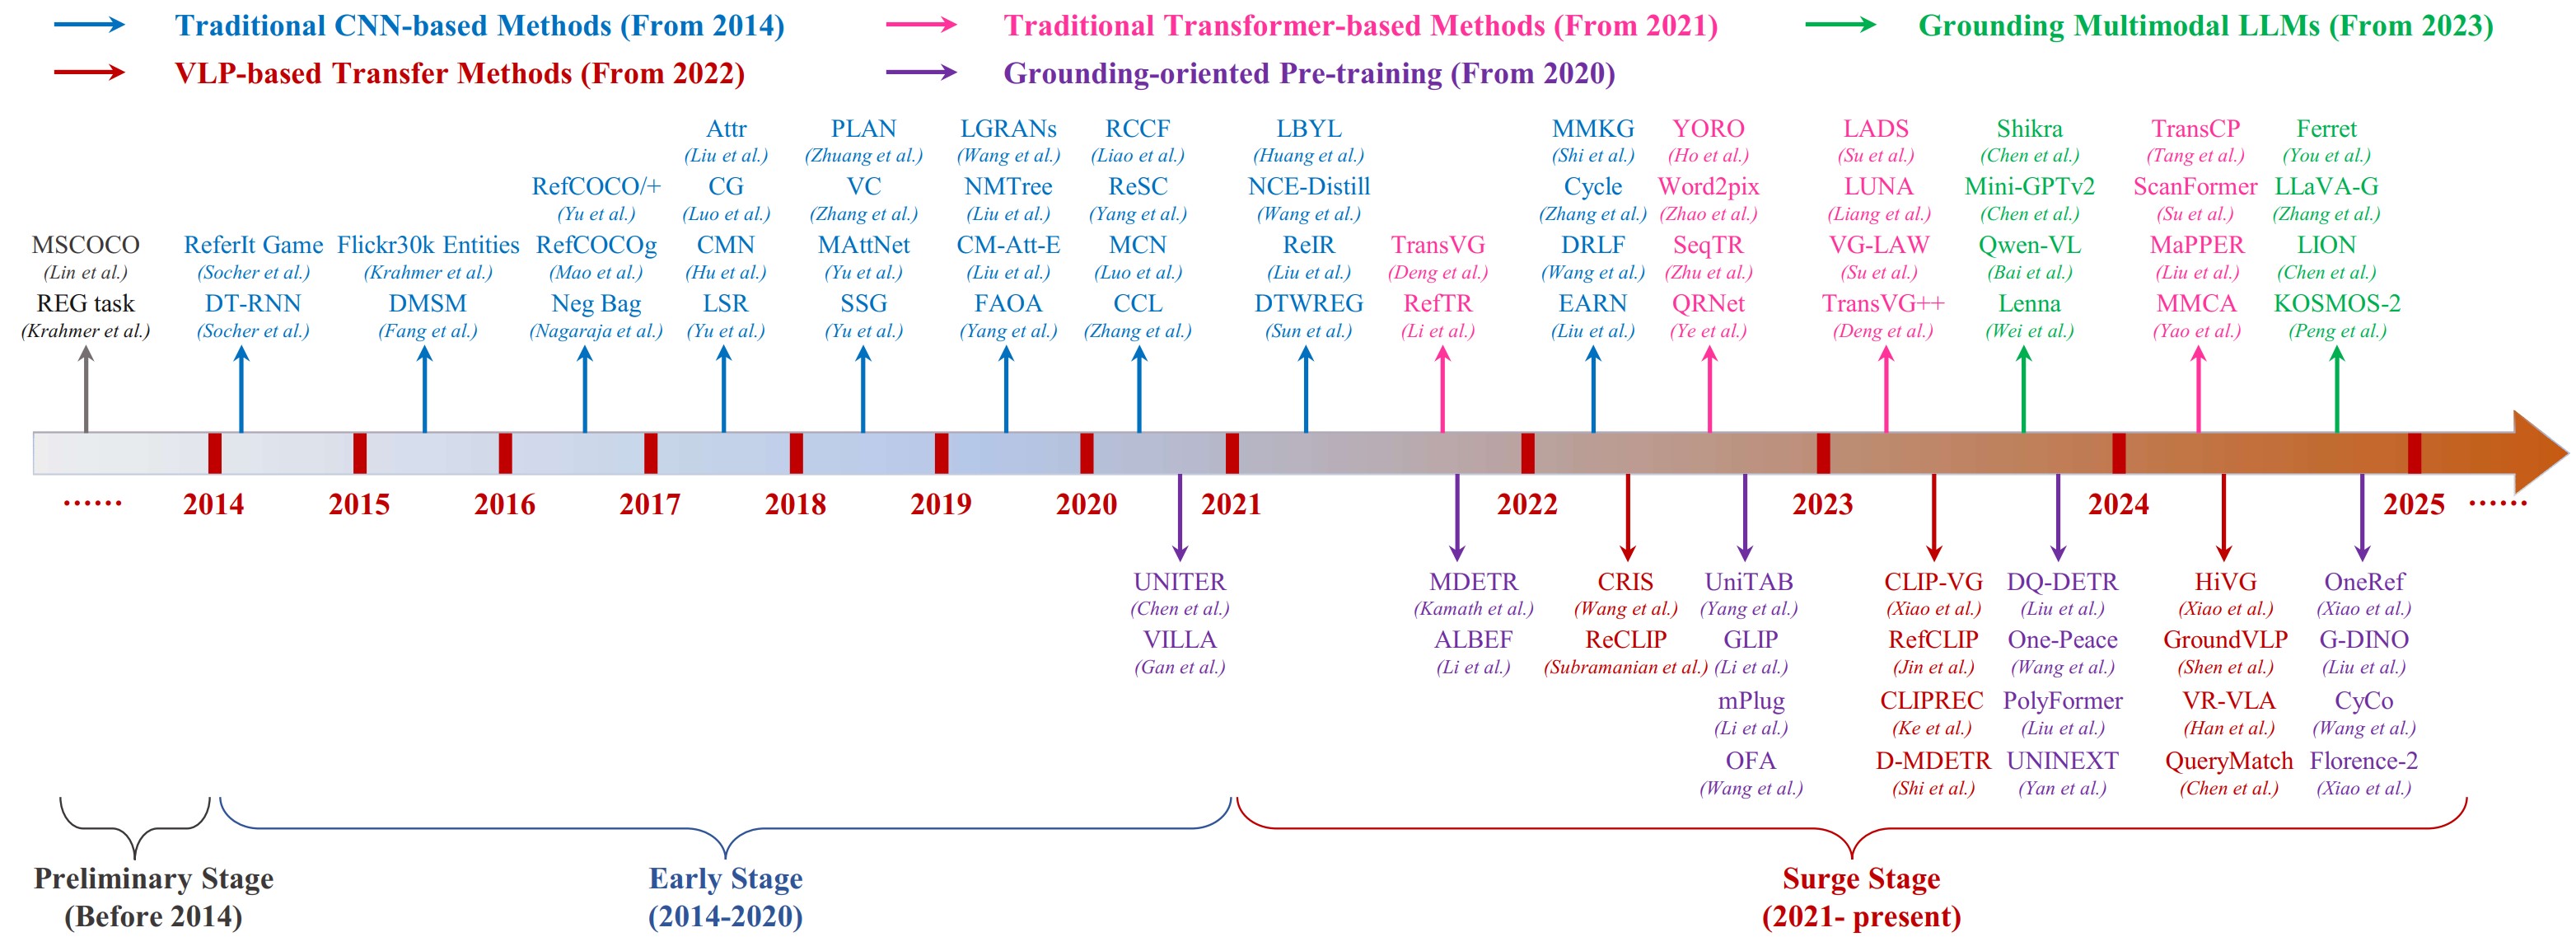 Traditional CNN-based Methods (From 2014)
Traditional Transformer-based Methods (From 2021)
Grounding Multimodal LLMs (From 2023)
VLP-based Transfer Methods (From 2022)
Grounding-oriented Pre-training (From 2020)
MSCOCO
(Lin et al.)
REG task
(Krahmer et al.)
ReferIt Game
(Socher et al.)
DT-RNN
(Socher et al.)
Flickr30k Entities
(Krahmer et al.)
DMSM
(Fang et al.)
RefCOCO/+
(Yu et al.)
RefCOCOg
(Mao et al.)
Neg Bag
(Nagaraja et al.)
Attr
(Liu et al.)
CG
(Luo et al.)
CMN
(Hu et al.)
LSR
(Yu et al.)
PLAN
(Zhuang et al.)
VC
(Zhang et al.)
MAttNet
(Yu et al.)
SSG
(Yu et al.)
LGRANs
(Wang et al.)
NMTree
(Liu et al.)
CM-Att-E
(Liu et al.)
FAOA
(Yang et al.)
RCCF
(Liao et al.)
ReSC
(Yang et al.)
MCN
(Luo et al.)
CCL
(Zhang et al.)
LBYL
(Huang et al.)
NCE-Distill
(Wang et al.)
ReIR
(Liu et al.)
DTWREG
(Sun et al.)
TransVG
(Deng et al.)
RefTR
(Li et al.)
MMKG
(Shi et al.)
Cycle
(Zhang et al.)
DRLF
(Wang et al.)
EARN
(Liu et al.)
YORO
(Ho et al.)
Word2pix
(Zhao et al.)
SeqTR
(Zhu et al.)
QRNet
(Ye et al.)
LADS
(Su et al.)
LUNA
(Liang et al.)
VG-LAW
(Su et al.)
TransVG++
(Deng et al.)
Shikra
(Chen et al.)
Mini-GPTv2
(Chen et al.)
Qwen-VL
(Bai et al.)
Lenna
(Wei et al.)
TransCP
(Tang et al.)
ScanFormer
(Su et al.)
MaPPER
(Liu et al.)
MMCA
(Yao et al.)
Ferret
(You et al.)
LLaVA-G
(Zhang et al.)
LION
(Chen et al.)
KOSMOS-2
(Peng et al.)
...... 2014 2015 2016 2017 2018 2019 2020 2021 2022 2023 2024 2025 ......
UNITER
(Chen et al.)
VILLA
(Gan et al.)
MDETR
(Kamath et al.)
ALBEF
(Li et al.)
CRIS
(Wang et al.)
ReCLIP
(Subramanian et al.)
UniTAB
(Yang et al.)
GLIP
(Li et al.)
mPlug
(Li et al.)
OFA
(Wang et al.)
CLIP-VG
(Xiao et al.)
RefCLIP
(Jin et al.)
CLIPREC
(Ke et al.)
D-MDETR
(Shi et al.)
DQ-DETR
(Liu et al.)
One-Peace
(Wang et al.)
PolyFormer
(Liu et al.)
UNINEXT
(Yan et al.)
HiVG
(Xiao et al.)
GroundVLP
(Shen et al.)
VR-VLA
(Han et al.)
QueryMatch
(Chen et al.)
OneRef
(Xiao et al.)
G-DINO
(Liu et al.)
CyCo
(Wang et al.)
Florence-2
(Xiao et al.)
Preliminary Stage
(Before 2014)
Early Stage
(2014-2020)
Surge Stage
(2021- present)